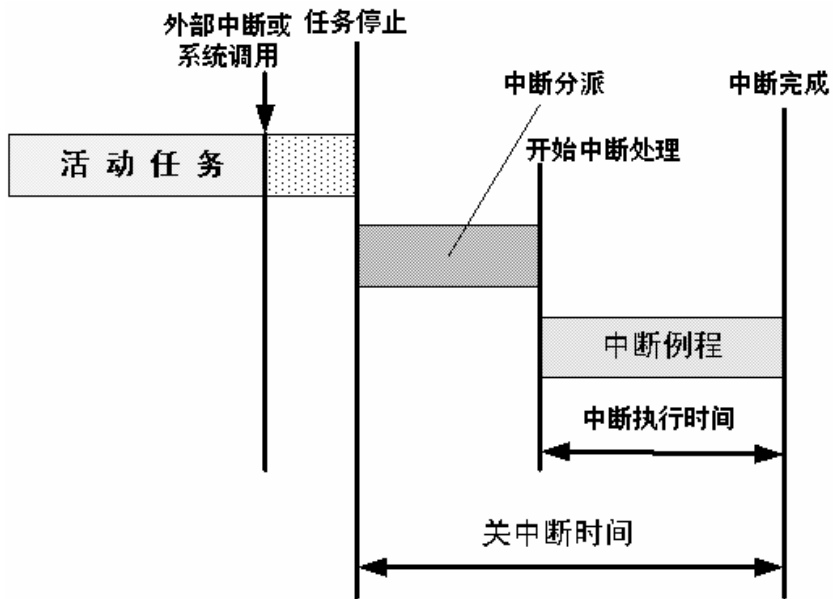 外部中断或
系统调用
任务停止
中断分派
中断完成
开始中断处理
活动任务
中断例程
中断执行时间
关中断时间